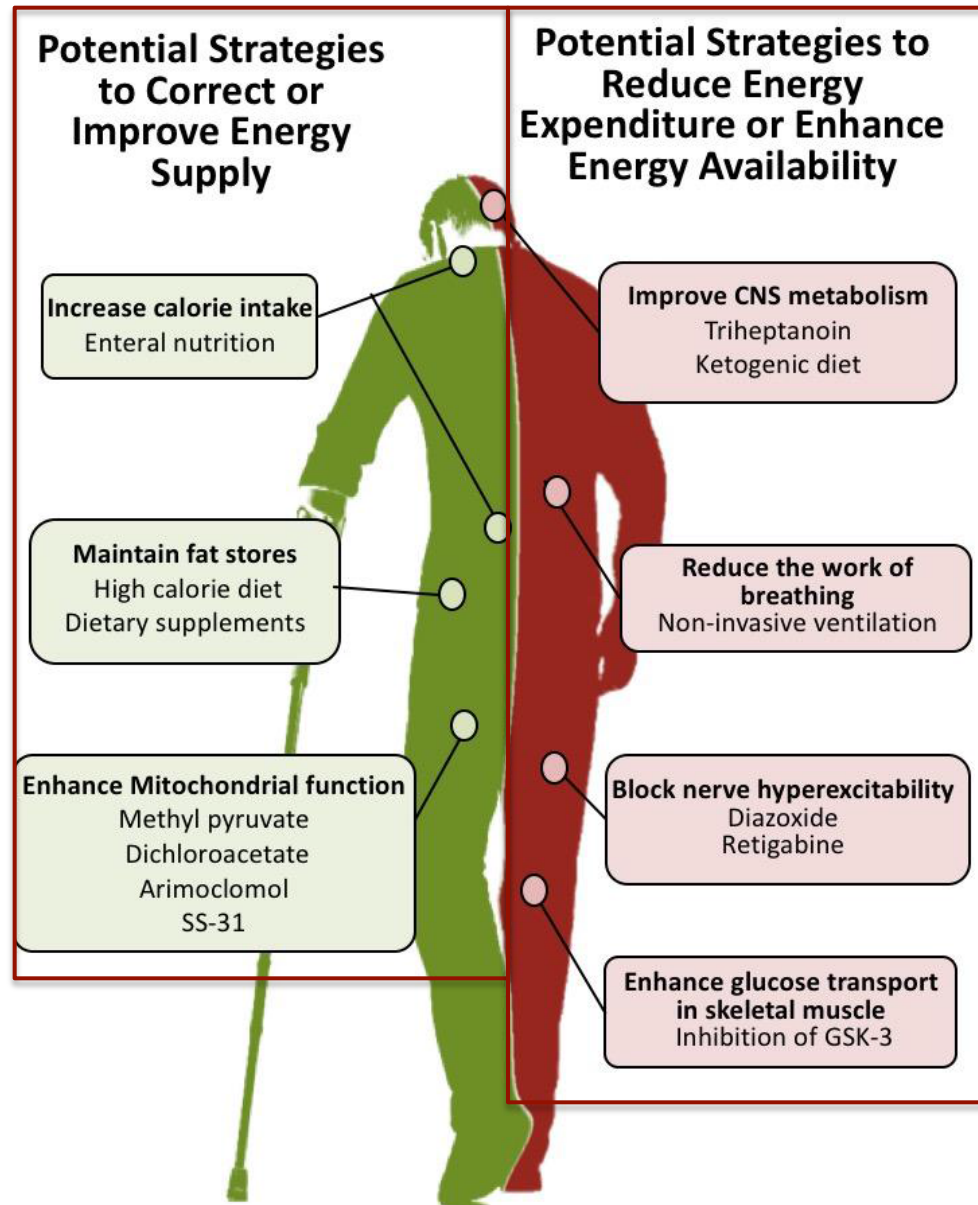 Potential Strategies
to Correct or
Improve Energy
Supply
Increase calorie intake
Enteral nutrition
Maintain fat stores
High calorie diet
Dietary supplements
Enhance Mitochondrial function
Methyl pyruvate
Dichloroacetate
Arimoclomol
SS-31
Potential Strategies to
Reduce Energy
Expenditure or Enhance
Energy Availability
Improve CNS metabolism
Triheptanoin
Ketogenic diet
Reduce the work of
breathing
Non-invasive ventilation
Block nerve hyperexcitability
Diazoxide
Retigabine
Enhance glucose transport
in skeletal muscle
Inhibition of GSK-3